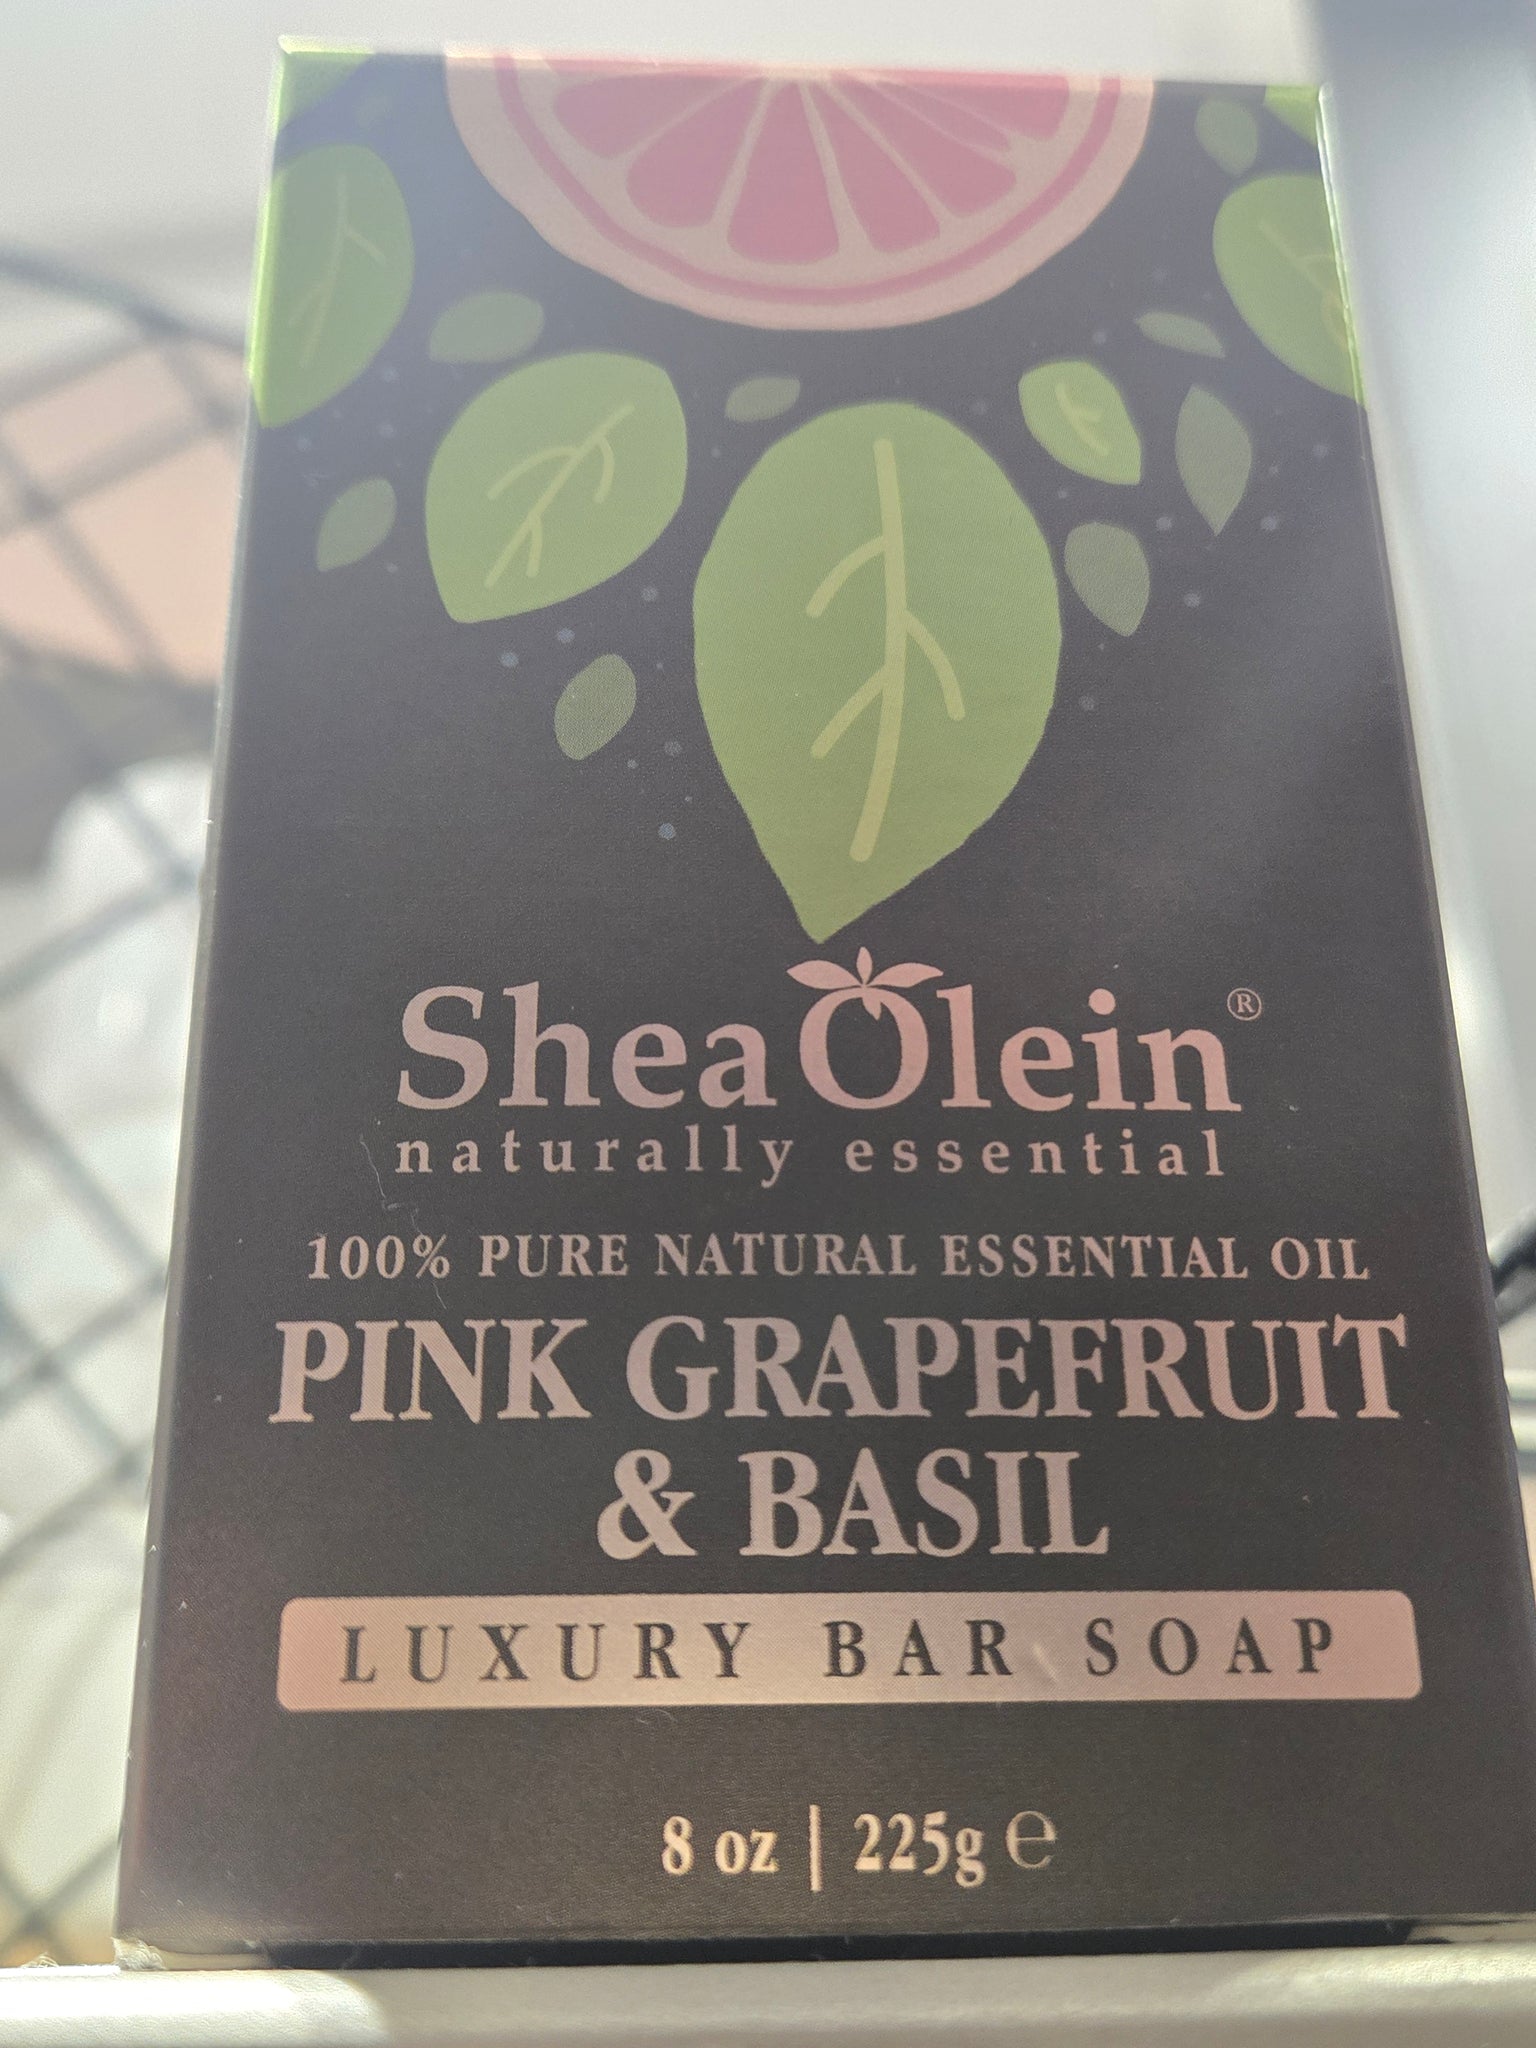 SheaOlein®
naturally essential
100% PURE NATURAL ESSENTIAL OIL
PINK GRAPEFRUIT
& BASIL
LUXURY BAR SOAP
8 oz | 225g ℮